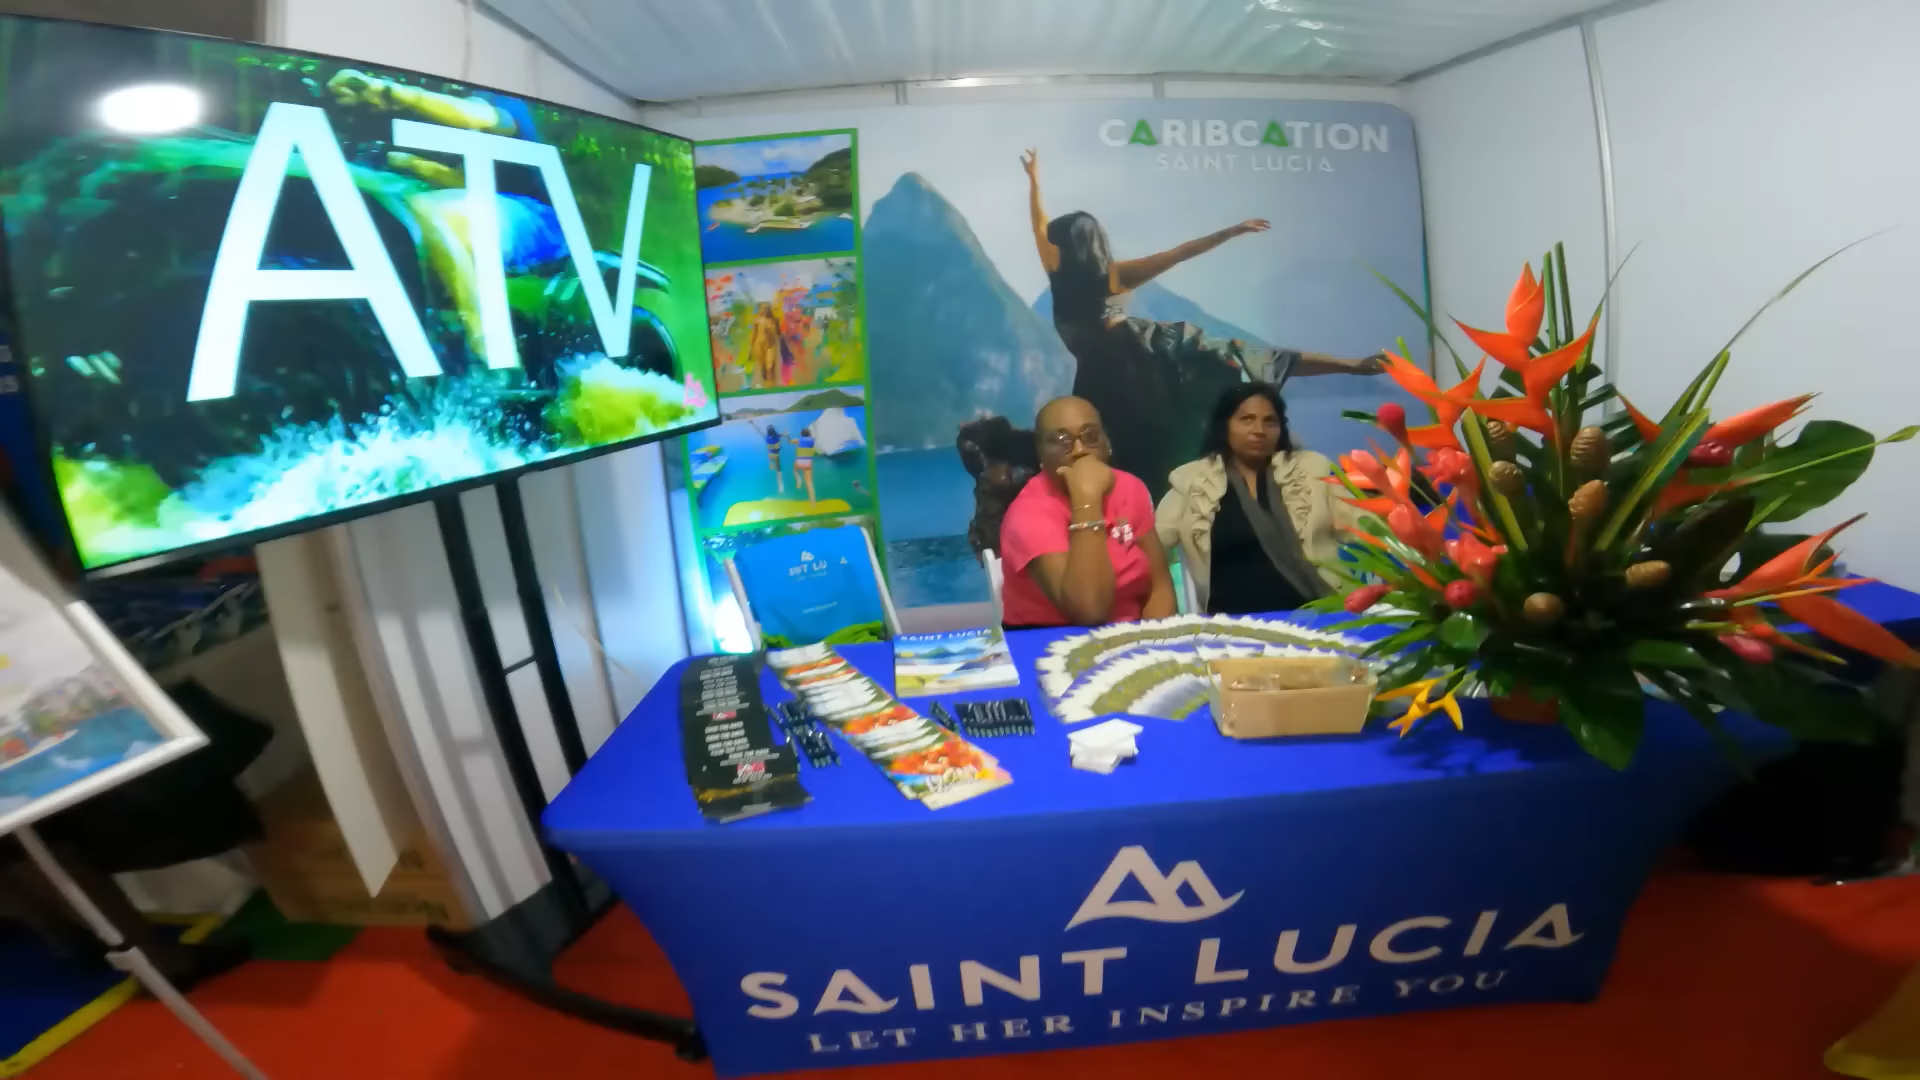 ATV
CARIBCATION
SAINT LUCIA
SAINT LUCIA
SAINT LUCIA
LET HER INSPIRE YOU